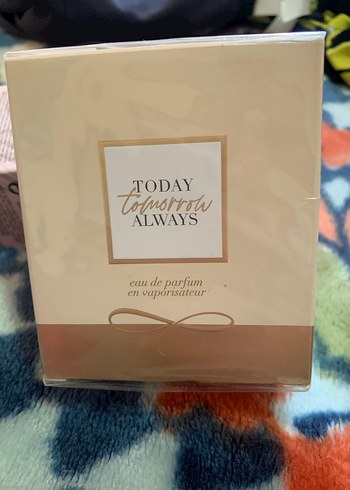 TODAY
tomorrow
ALWAYS
eau de parfum
en vaporisateur